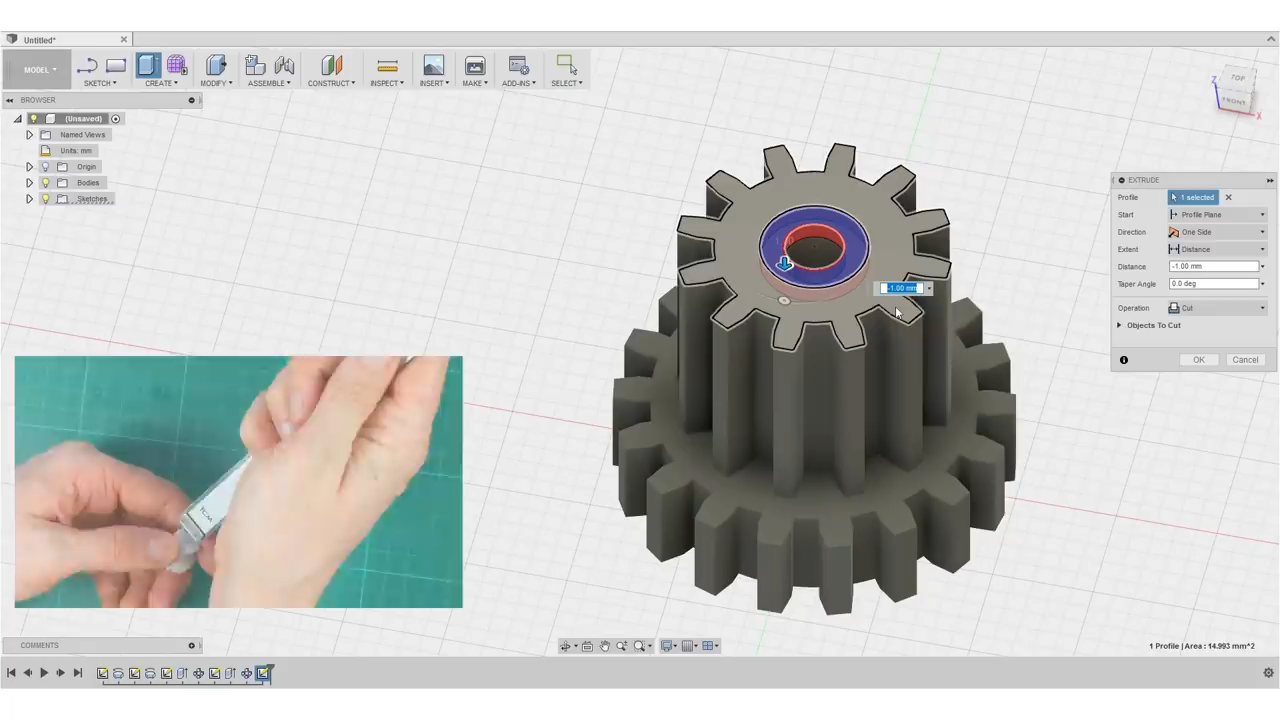 Untitled*
MODEL
SKETCH
CREATE
MODIFY
ASSEMBLE
CONSTRUCT
INSPECT
INSERT
MAKE
ADD-INS
SELECT
TOP
FRONT
Z
X
BROWSER
(Unsaved)
Named Views
Units: mm
Origin
Bodies
Sketches
EXTRUDE
Profile 1 selected
Start Profile Plane
Direction One Side
Extent Distance
Distance -1.00 mm
Taper Angle 0.0 deg
Operation Cut
Objects To Cut
OK Cancel
-1.00 mm
COMMENTS
1 Profile | Area : 14.993 mm^2